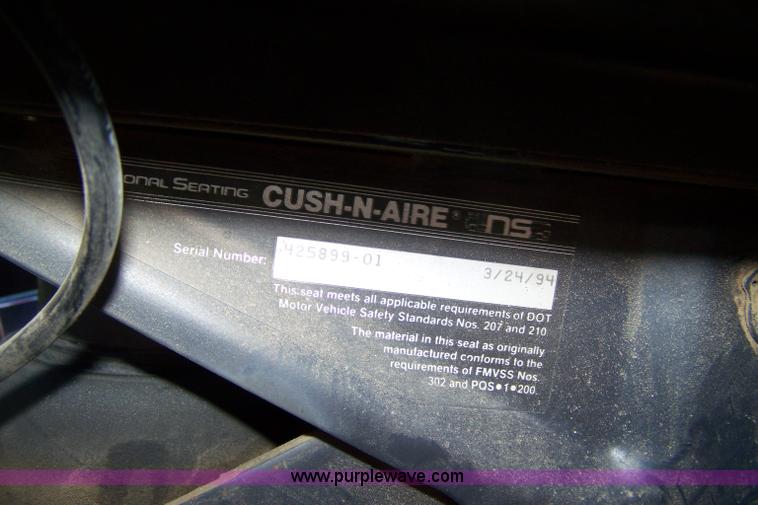 ONAL SEATING CUSH-N-AIRE® ns
Serial Number: 425899-01 3/24/94
This seat meets all applicable requirements of DOT
Motor Vehicle Safety Standards Nos. 207 and 210
The material in this seat as originally
manufactured conforms to the
requirements of FMVSS Nos.
302 and PQS•1•200.
www.purplewave.com